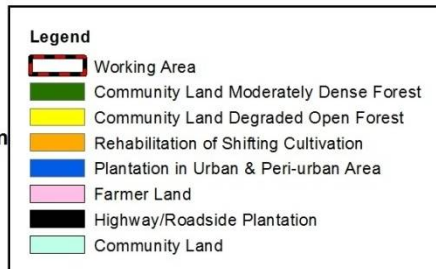 Legend
Working Area
Community Land Moderately Dense Forest
Community Land Degraded Open Forest
Rehabilitation of Shifting Cultivation
Plantation in Urban & Peri-urban Area
Farmer Land
Highway/Roadside Plantation
Community Land